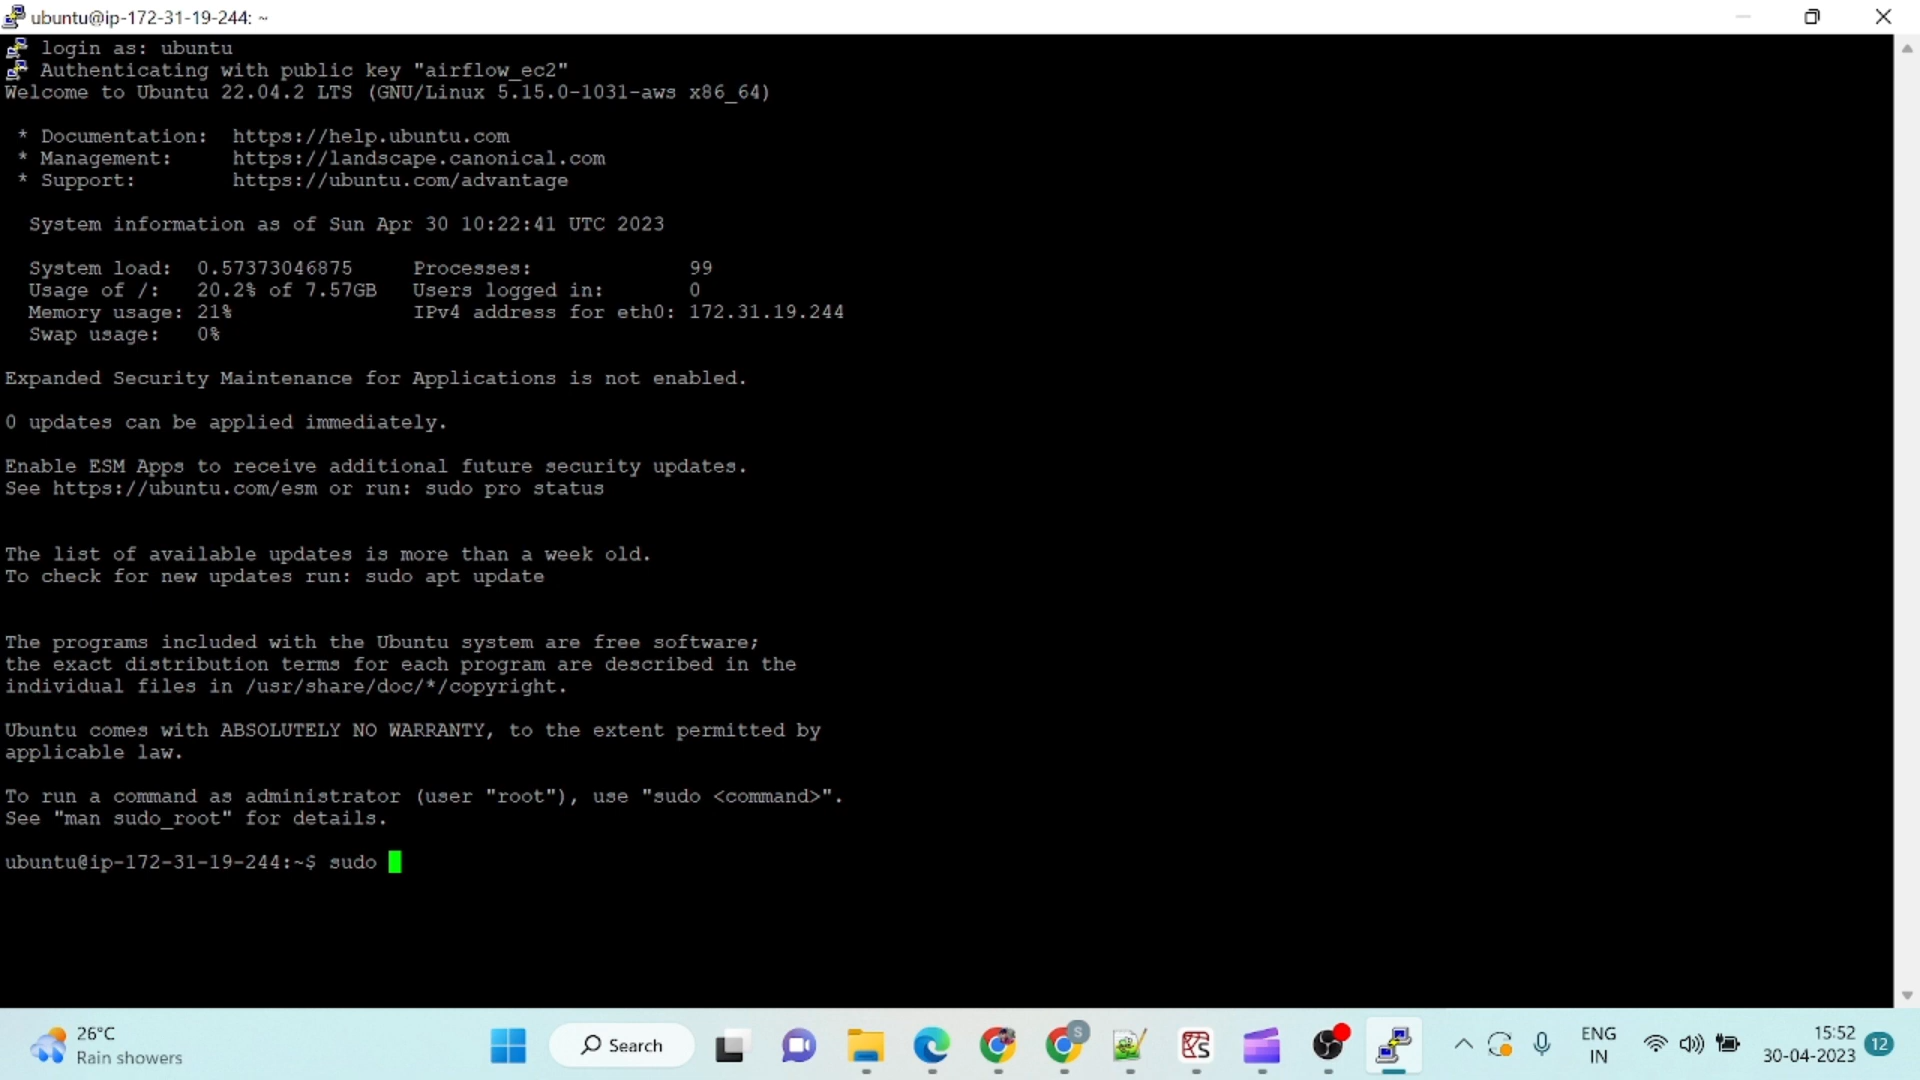 ubuntu@ip-172-31-19-244: ~
login as: ubuntu
Authenticating with public key "airflow_ec2"
Welcome to Ubuntu 22.04.2 LTS (GNU/Linux 5.15.0-1031-aws x86_64)
* Documentation:  https://help.ubuntu.com
* Management:     https://landscape.canonical.com
* Support:        https://ubuntu.com/advantage
System information as of Sun Apr 30 10:22:41 UTC 2023
System load:  0.57373046875     Processes:             99
Usage of /:   20.2% of 7.57GB   Users logged in:       0
Memory usage: 21%               IPv4 address for eth0: 172.31.19.244
Swap usage:   0%
Expanded Security Maintenance for Applications is not enabled.
0 updates can be applied immediately.
Enable ESM Apps to receive additional future security updates.
See https://ubuntu.com/esm or run: sudo pro status
The list of available updates is more than a week old.
To check for new updates run: sudo apt update
The programs included with the Ubuntu system are free software;
the exact distribution terms for each program are described in the
individual files in /usr/share/doc/*/copyright.
Ubuntu comes with ABSOLUTELY NO WARRANTY, to the extent permitted by
applicable law.
To run a command as administrator (user "root"), use "sudo <command>".
See "man sudo_root" for details.
ubuntu@ip-172-31-19-244:~$ sudo
26°C
Rain showers
Search
S
ENG
IN
15:52
30-04-2023
12